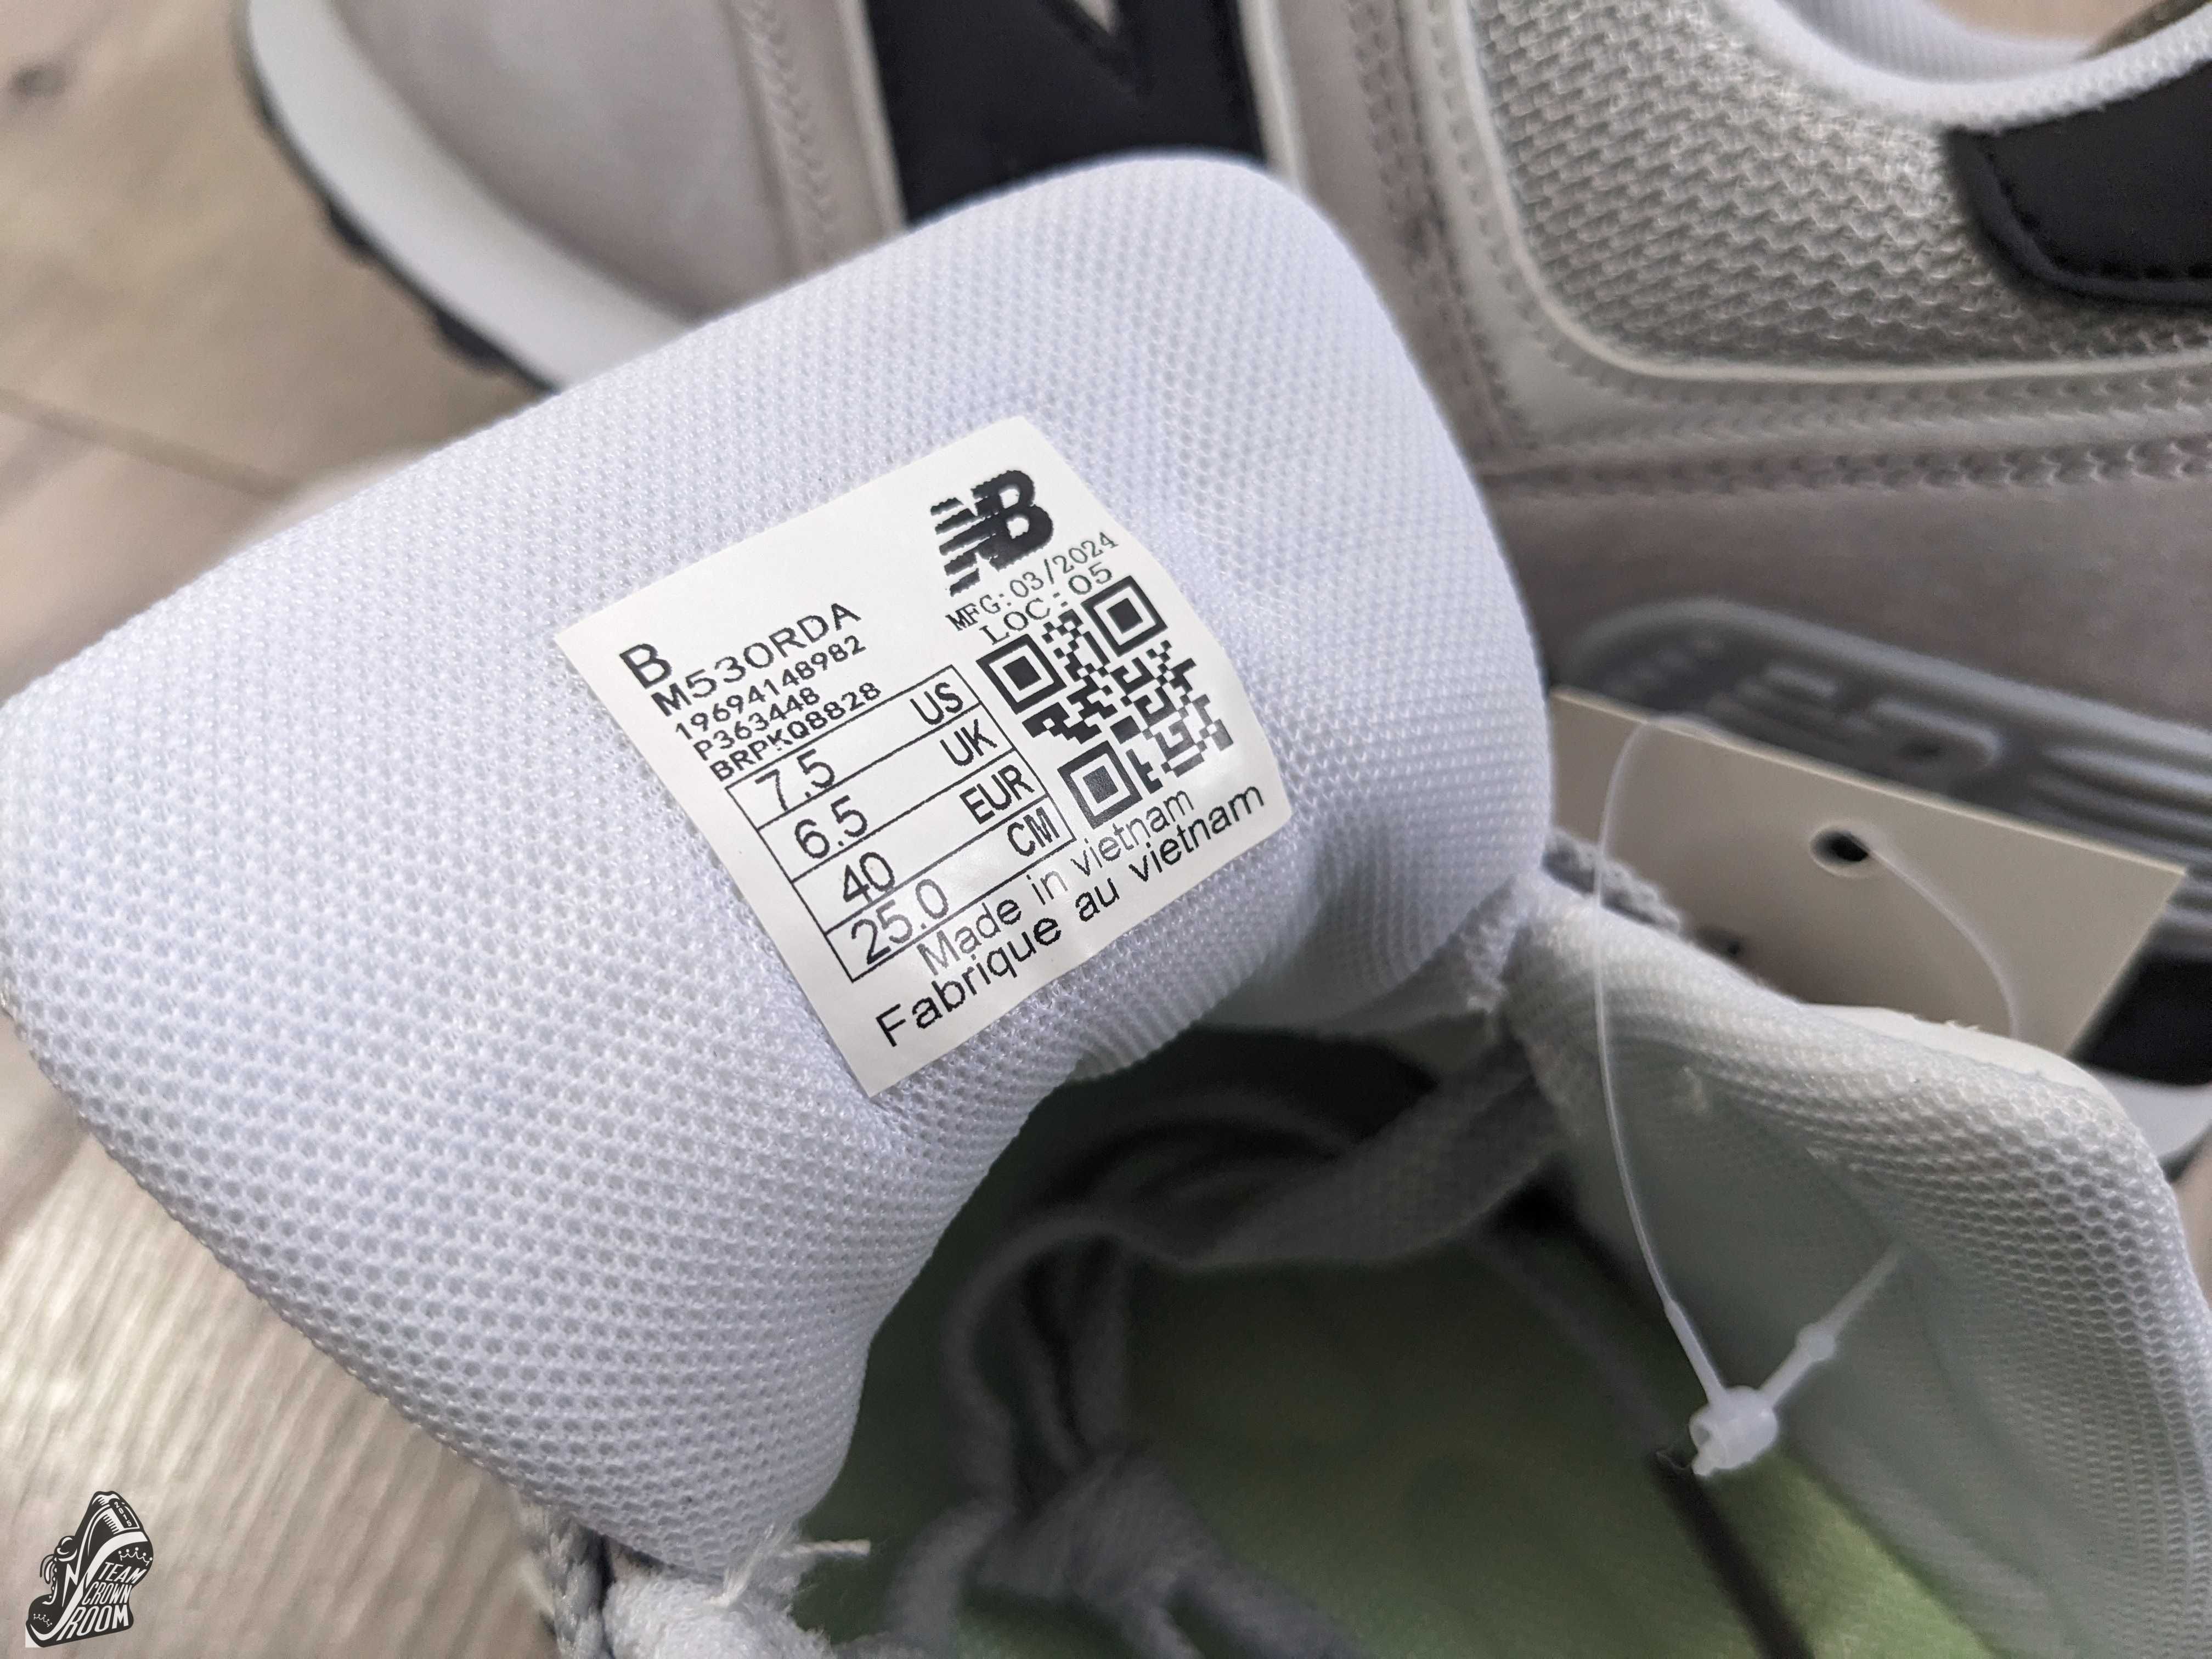 NB
MFG:03/2024
LOC:05
B
M530RDA
19694148982
P363448
BRPKQ8828
7.5 US
6.5 UK
40 EUR
25.0 CM
Made in vietnam
Fabrique au vietnam
TEAM
CROWN
ROOM